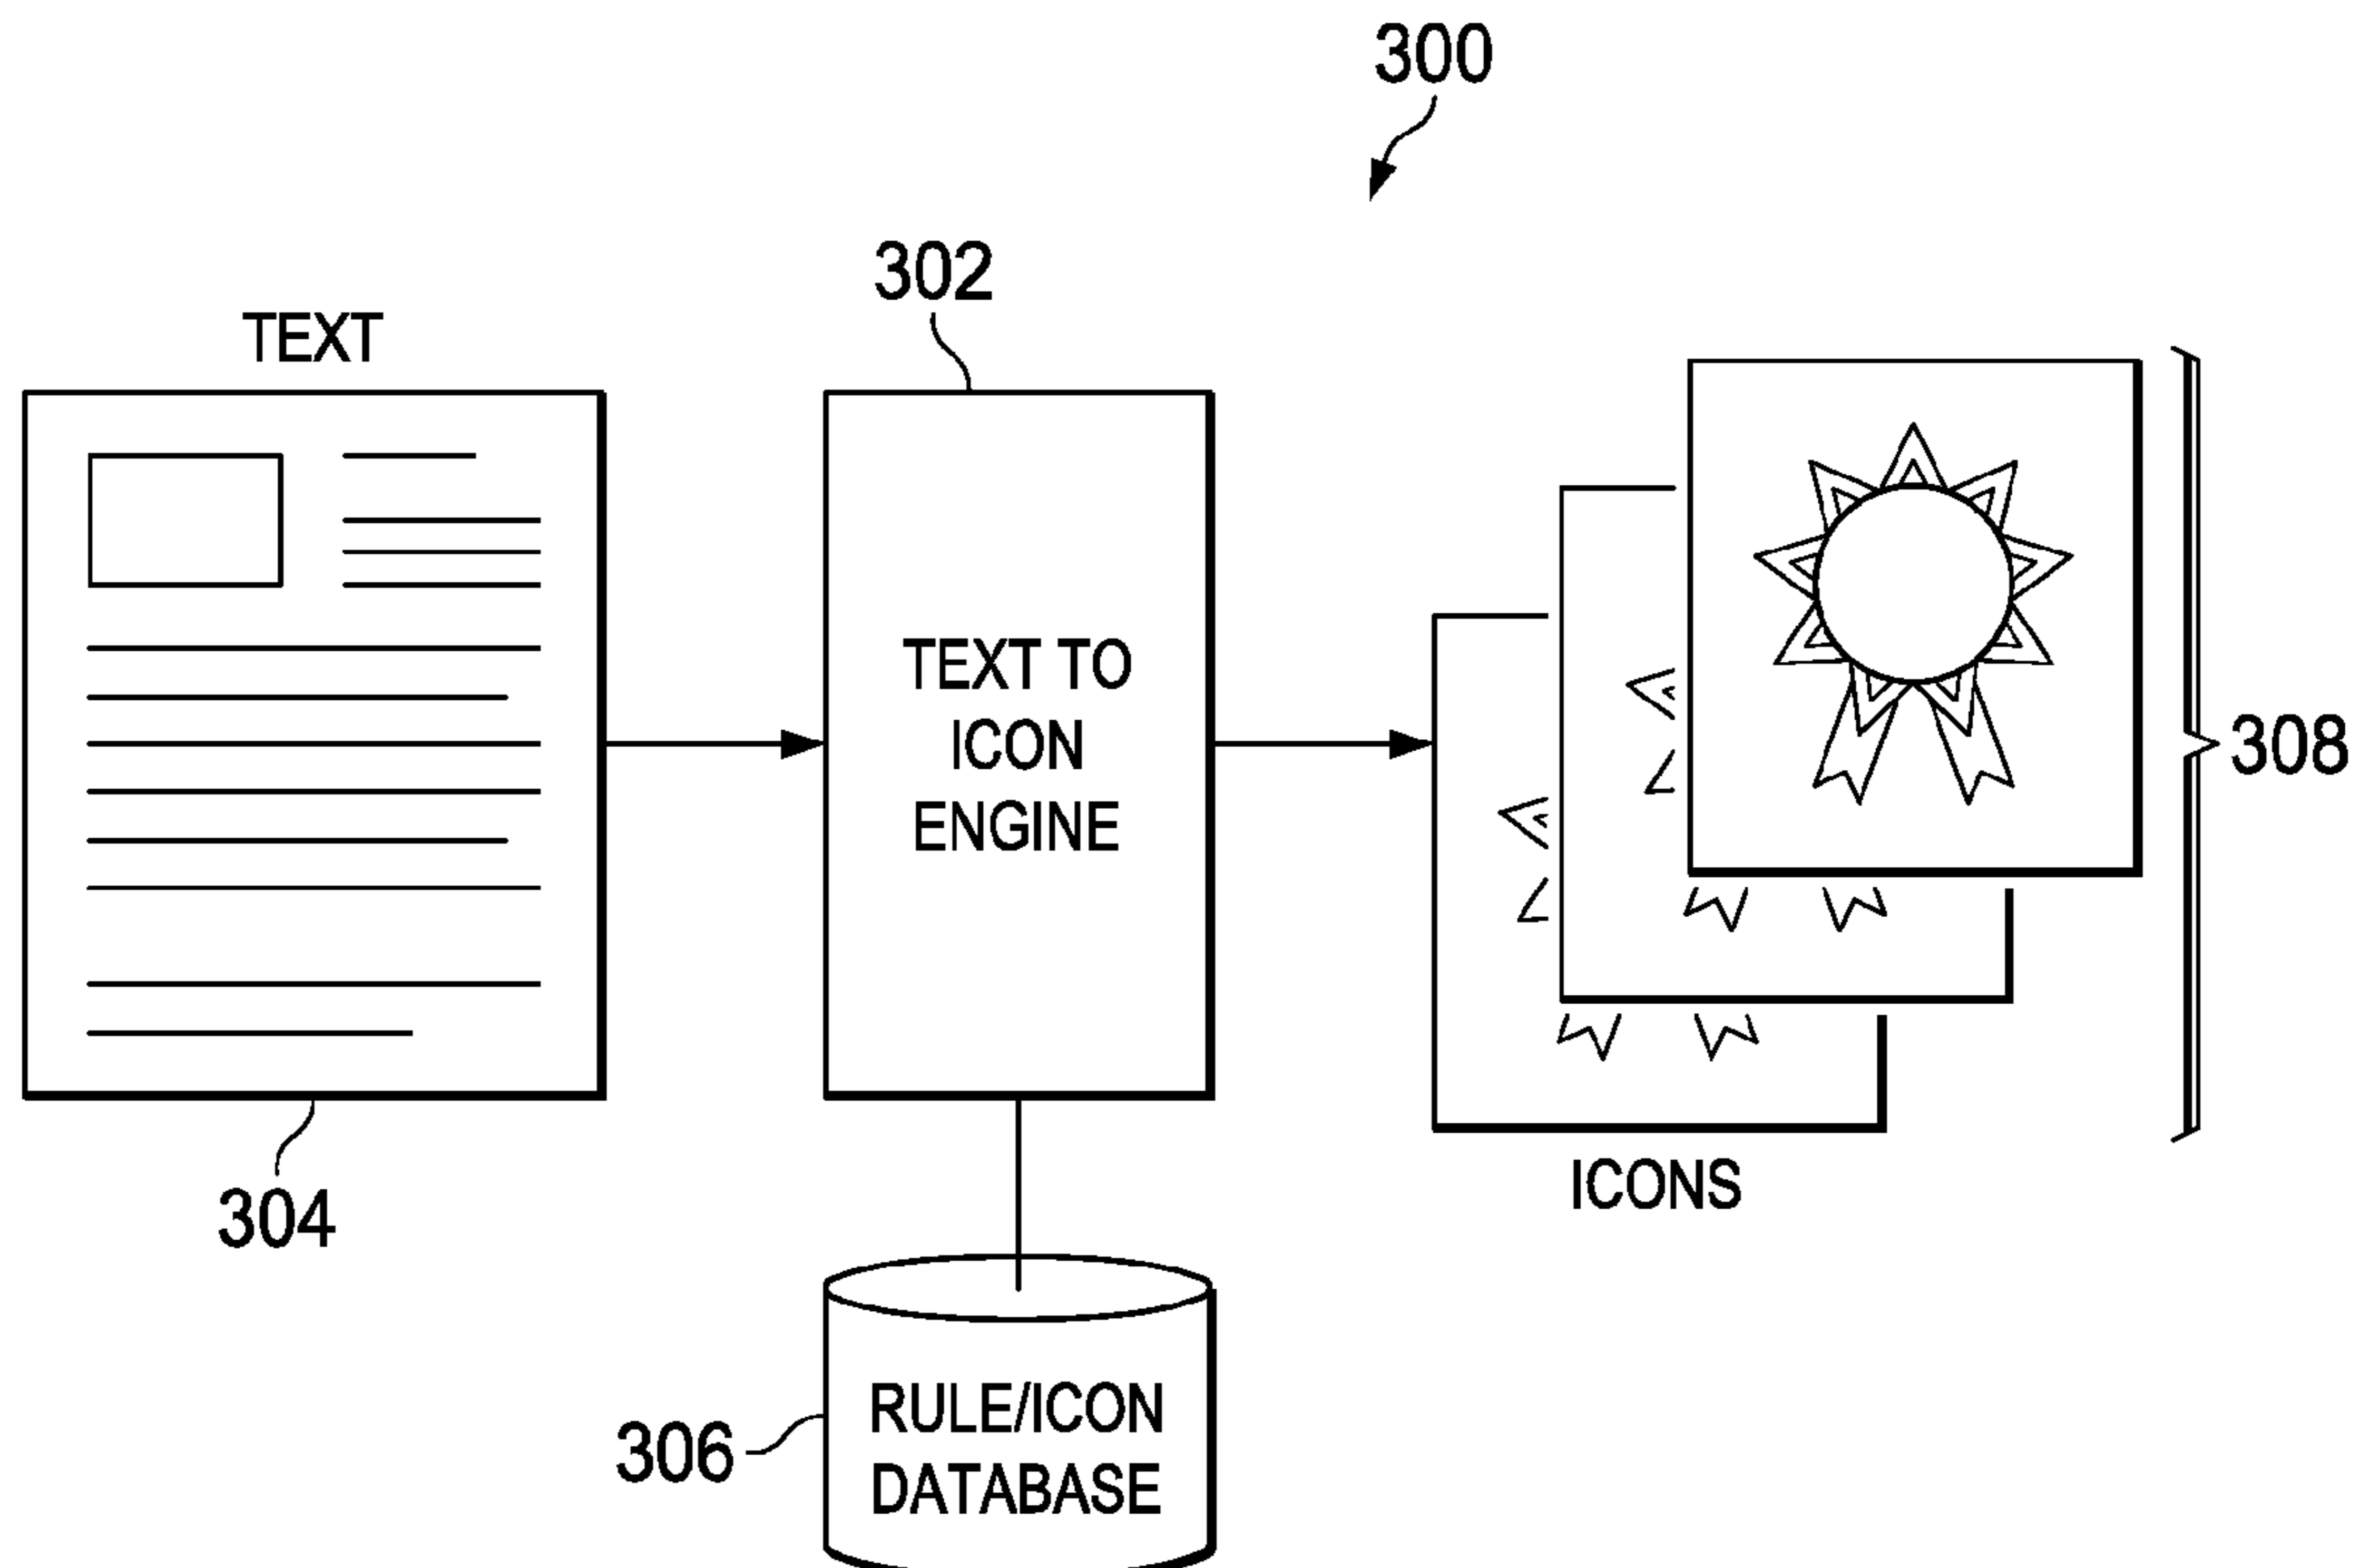 300
302
TEXT
TEXT TO
ICON
ENGINE
308
ICONS
304
RULE/ICON
DATABASE
306